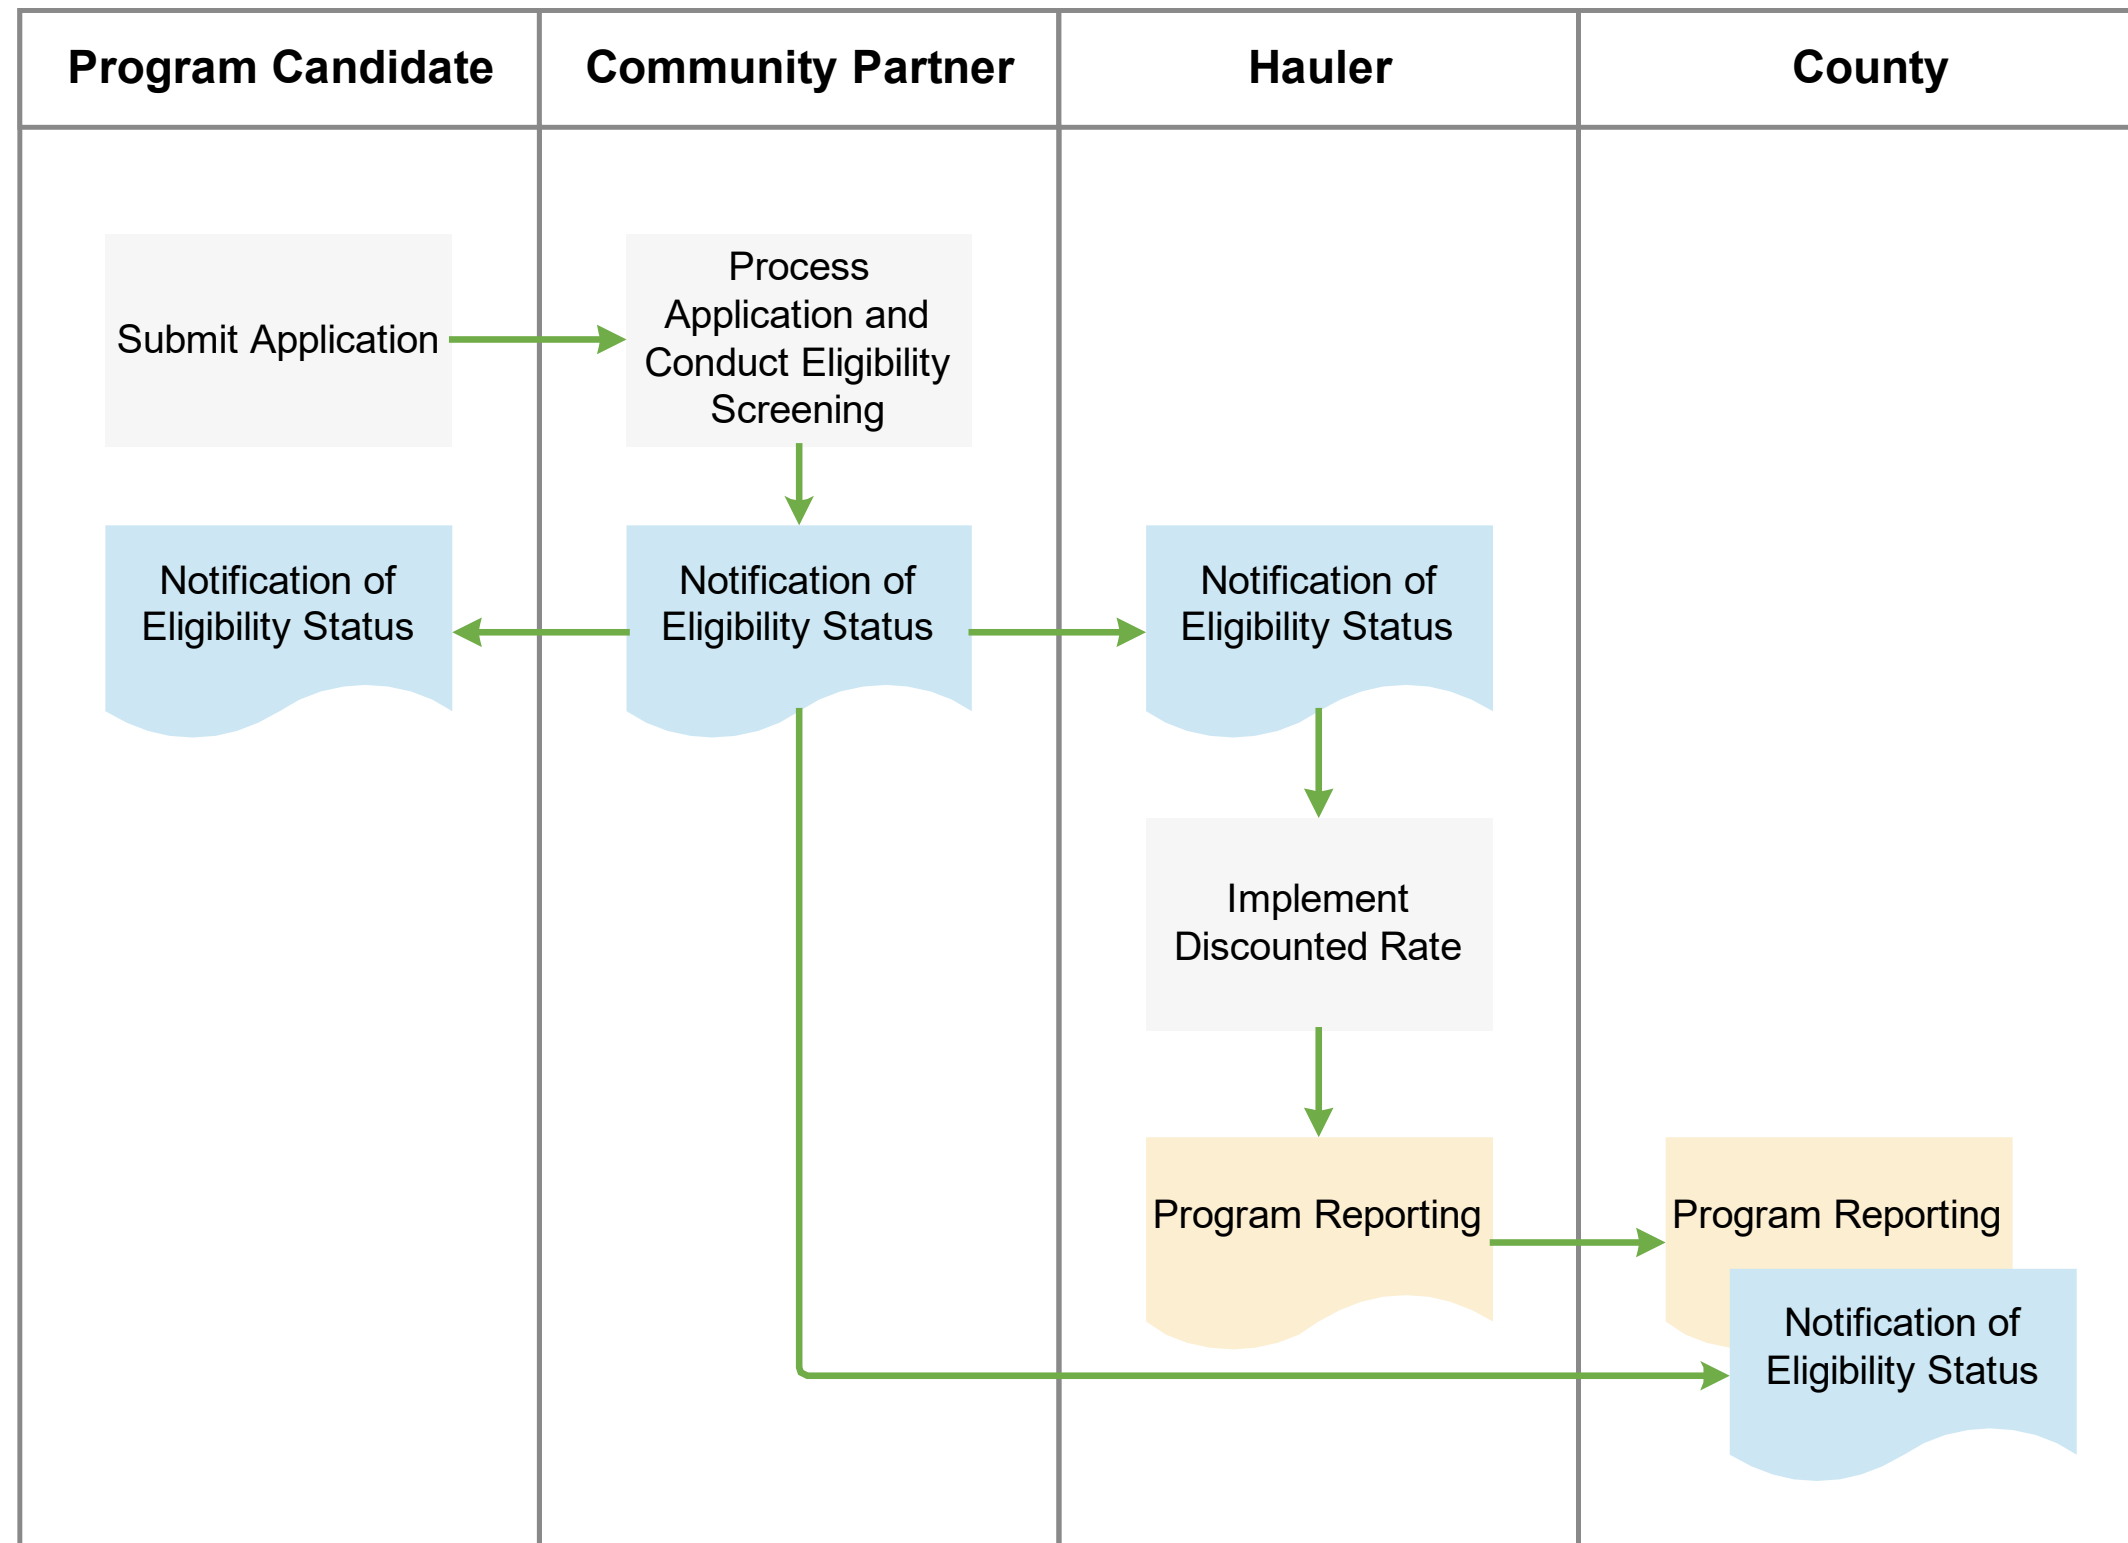 Program Candidate
Community Partner
Hauler
County
Submit Application
Process
Application and
Conduct Eligibility
Screening
Notification of
Eligibility Status
Notification of
Eligibility Status
Notification of
Eligibility Status
Implement
Discounted Rate
Program Reporting
Program Reporting
Notification of
Eligibility Status